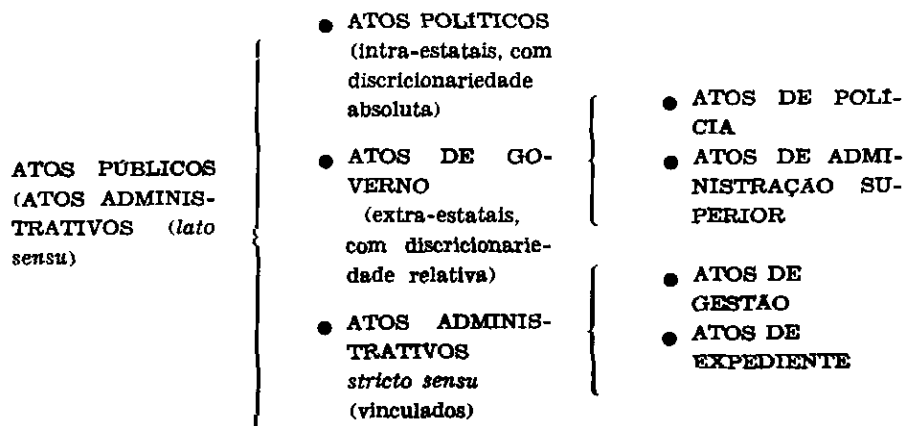 ATOS PÚBLICOS
(ATOS ADMINIS-
TRATIVOS (lato
sensu)
● ATOS POLÍTICOS
(intra-estatais, com
discricionariedade
absoluta)
● ATOS DE GO-
VERNO
(extra-estatais,
com discricionarie-
dade relativa)
● ATOS ADMINIS-
TRATIVOS
stricto sensu
(vinculados)
● ATOS DE POLÍ-
CIA
● ATOS DE ADMI-
NISTRAÇÃO SU-
PERIOR
● ATOS DE
GESTÃO
● ATOS DE
EXPEDIENTE